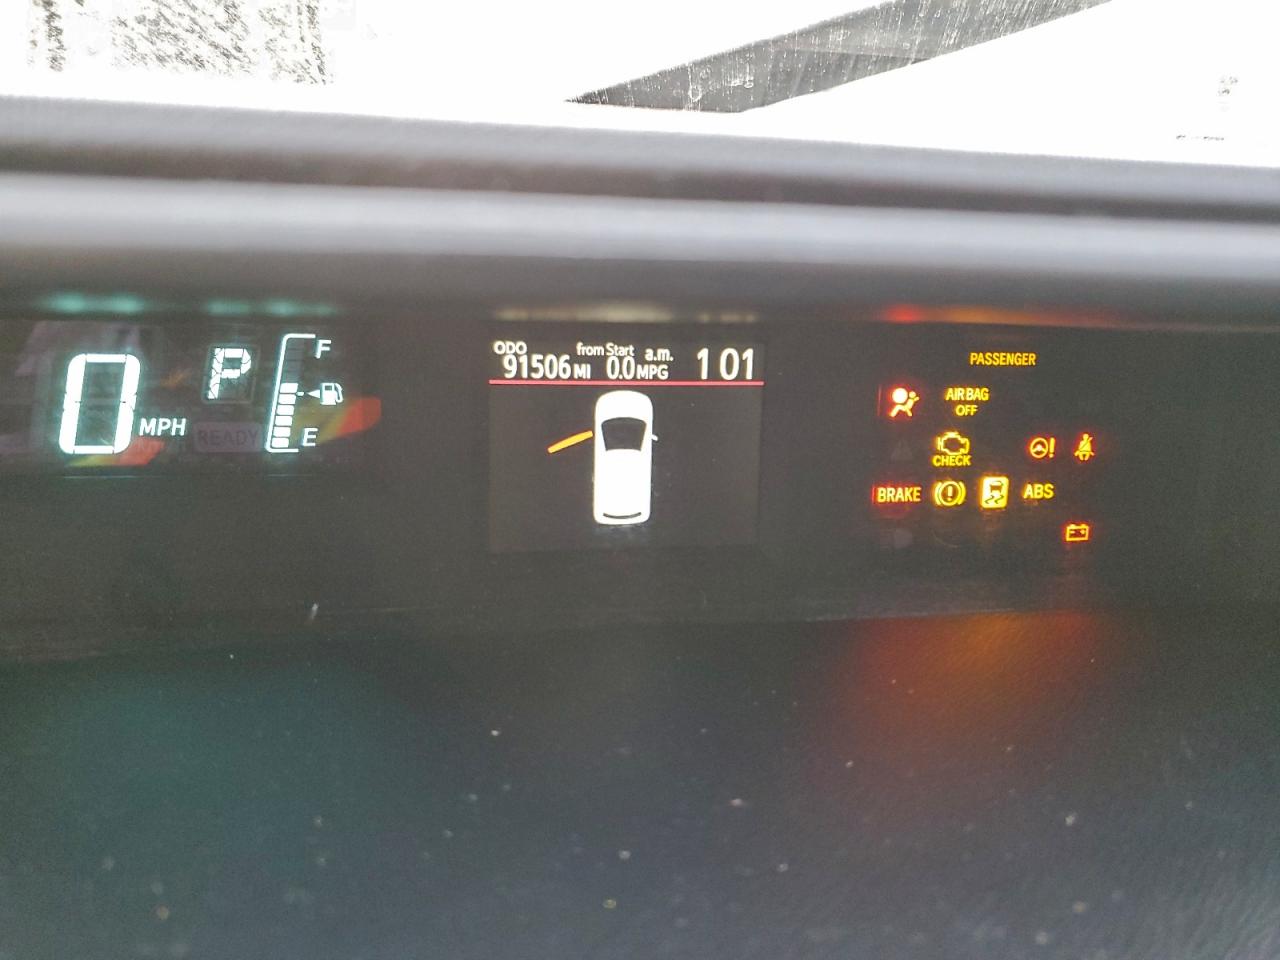 0 MPH
P
READY
F
E
ODO from Start a.m.
91506 MI 0.0 MPG 1 01
PASSENGER
AIR BAG
OFF
CHECK
!
BRAKE ! ABS